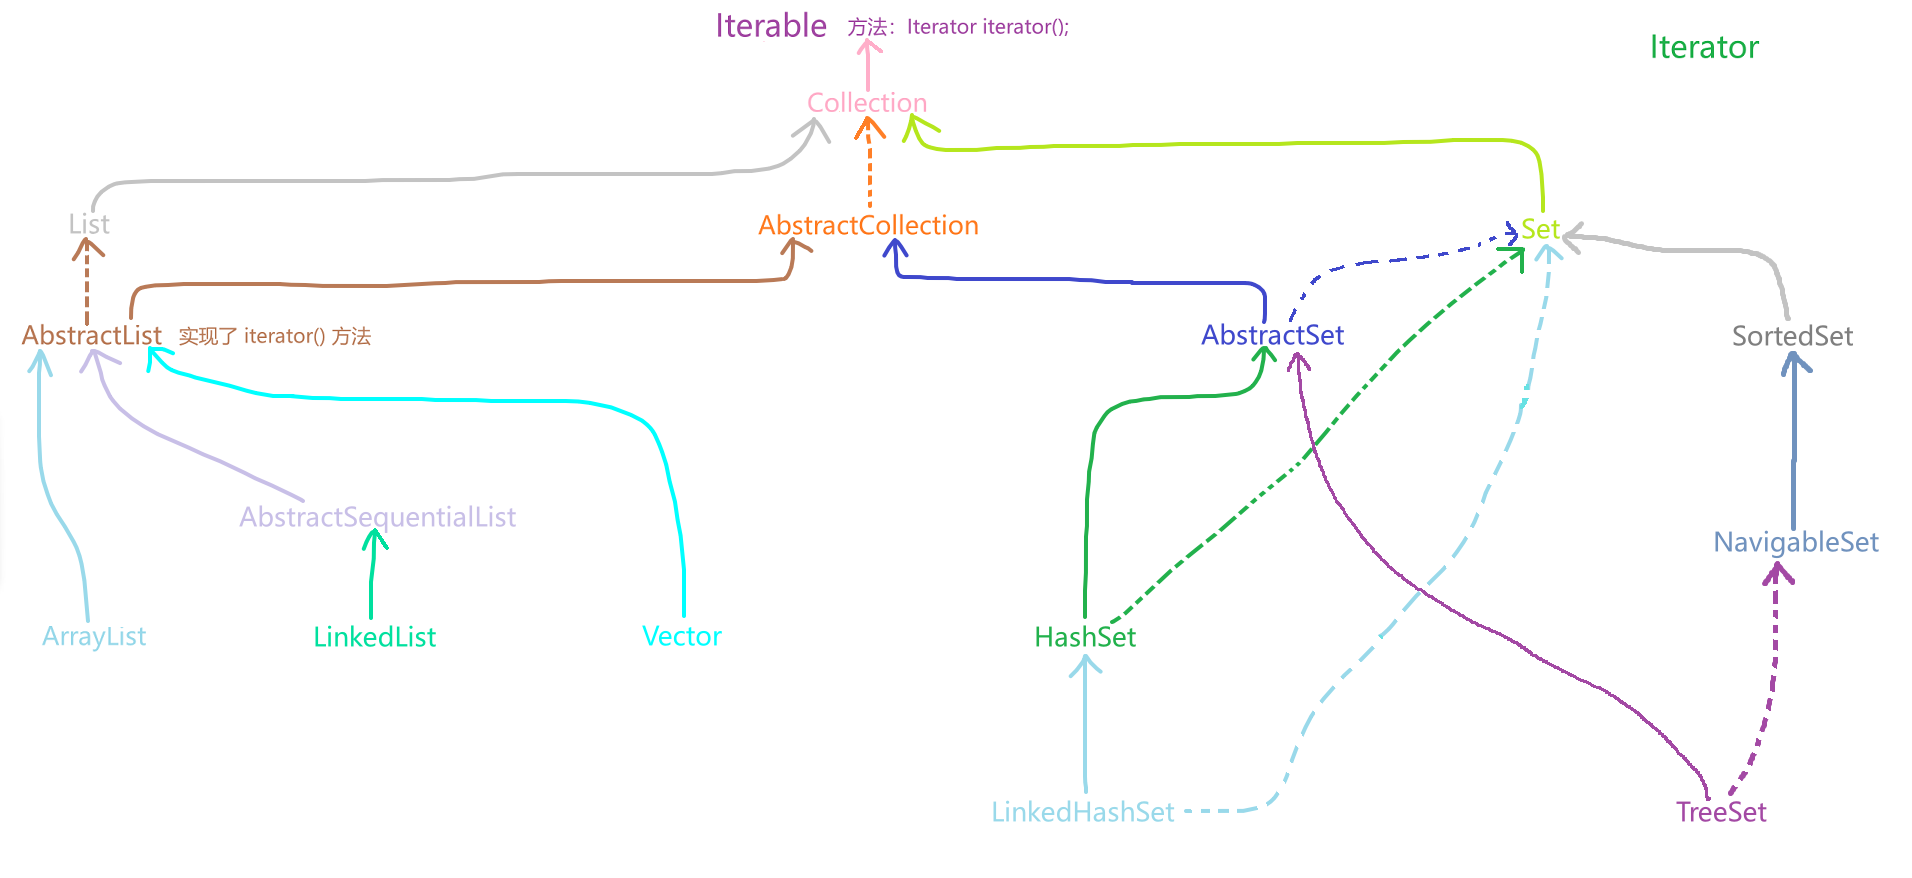 Iterable 方法：Iterator iterator();
Iterator
Collection
List
AbstractCollection
Set
AbstractList 实现了 iterator() 方法
AbstractSet
SortedSet
AbstractSequentialList
NavigableSet
ArrayList
LinkedList
Vector
HashSet
LinkedHashSet
TreeSet